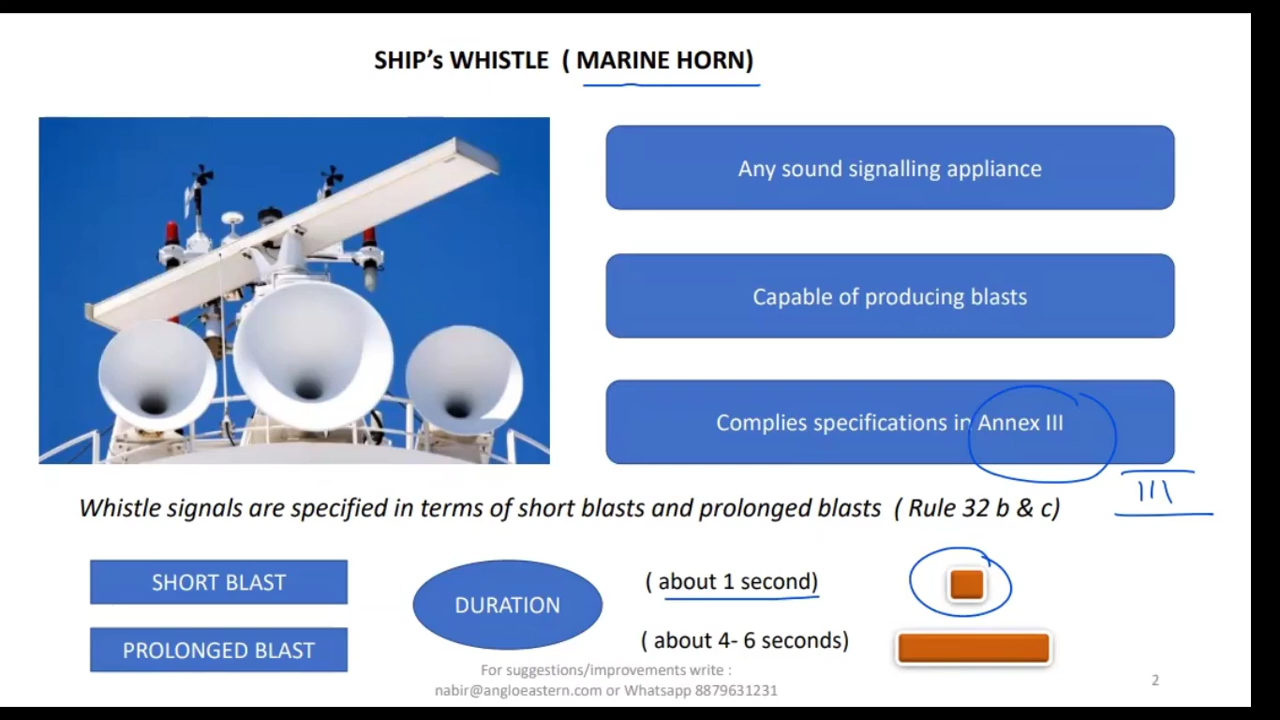 SHIP's WHISTLE ( MARINE HORN)
Any sound signalling appliance
Capable of producing blasts
Complies specifications in Annex III
III
Whistle signals are specified in terms of short blasts and prolonged blasts ( Rule 32 b & c)
SHORT BLAST
DURATION
( about 1 second)
PROLONGED BLAST
( about 4- 6 seconds)
For suggestions/improvements write :
nabir@angloeastern.com or Whatsapp 8879631231
2